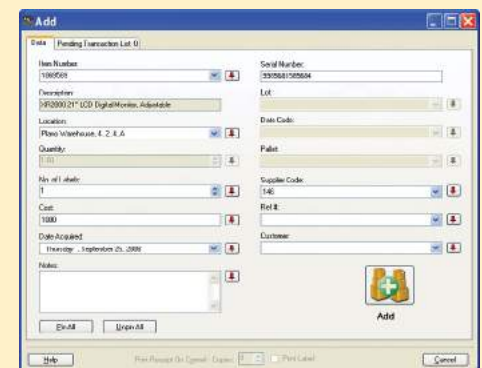 Add
Data Pending Transaction List: 0
Item Number:
1069569
Description:
XR2000 21" LCD Digital Monitor, Adjustable
Location:
Plano Warehouse, 4, 2, 4, A
Quantity:
1.00
No. of Labels:
1
Cost:
1000
Date Acquired:
Thursday , September 25, 2008
Notes:
Pin All Unpin All
Serial Number:
Lot:
Date Code:
Pallet:
Supplier Code:
146
Ref #:
Customer:
Add
Help Print Receipt On Commit Copies: Print Label Cancel